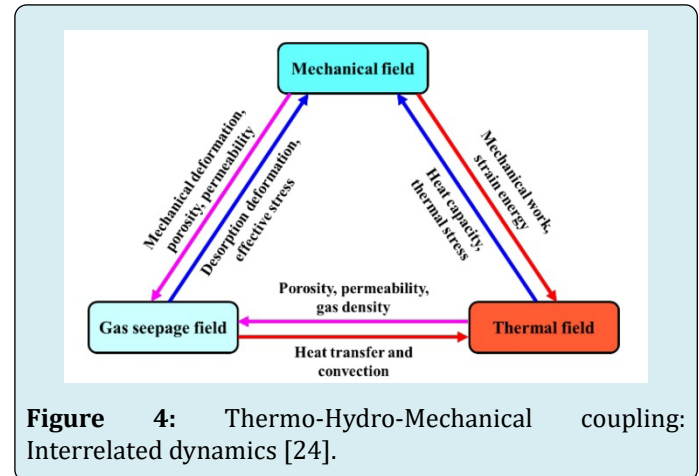 Mechanical field
Mechanical deformation,
porosity, permeability
Desorption deformation,
effective stress
Heat capacity,
thermal stress
Mechanical work,
strain energy
Porosity, permeability,
gas density
Gas seepage field
Thermal field
Heat transfer and
convection
Figure 4: Thermo-Hydro-Mechanical coupling:
Interrelated dynamics [24].